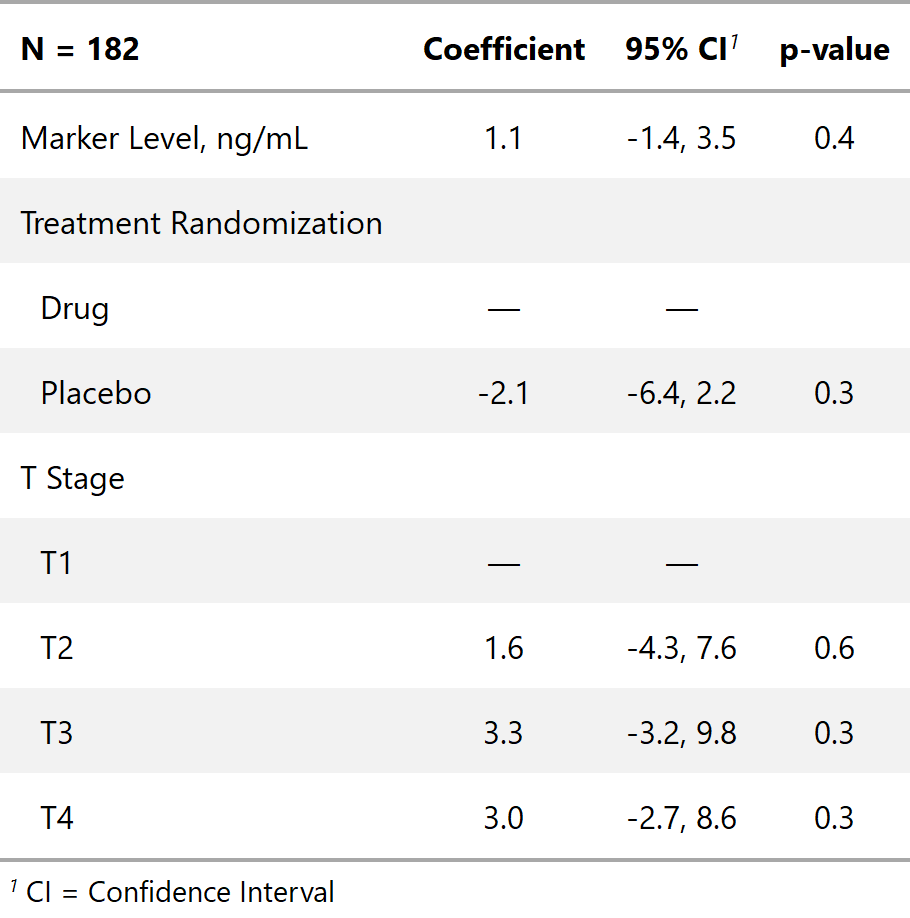 N = 182 Coefficient 95% CI1 p-value
Marker Level, ng/mL 1.1 -1.4, 3.5 0.4
Treatment Randomization
Drug — —
Placebo -2.1 -6.4, 2.2 0.3
T Stage
T1 — —
T2 1.6 -4.3, 7.6 0.6
T3 3.3 -3.2, 9.8 0.3
T4 3.0 -2.7, 8.6 0.3
1 CI = Confidence Interval